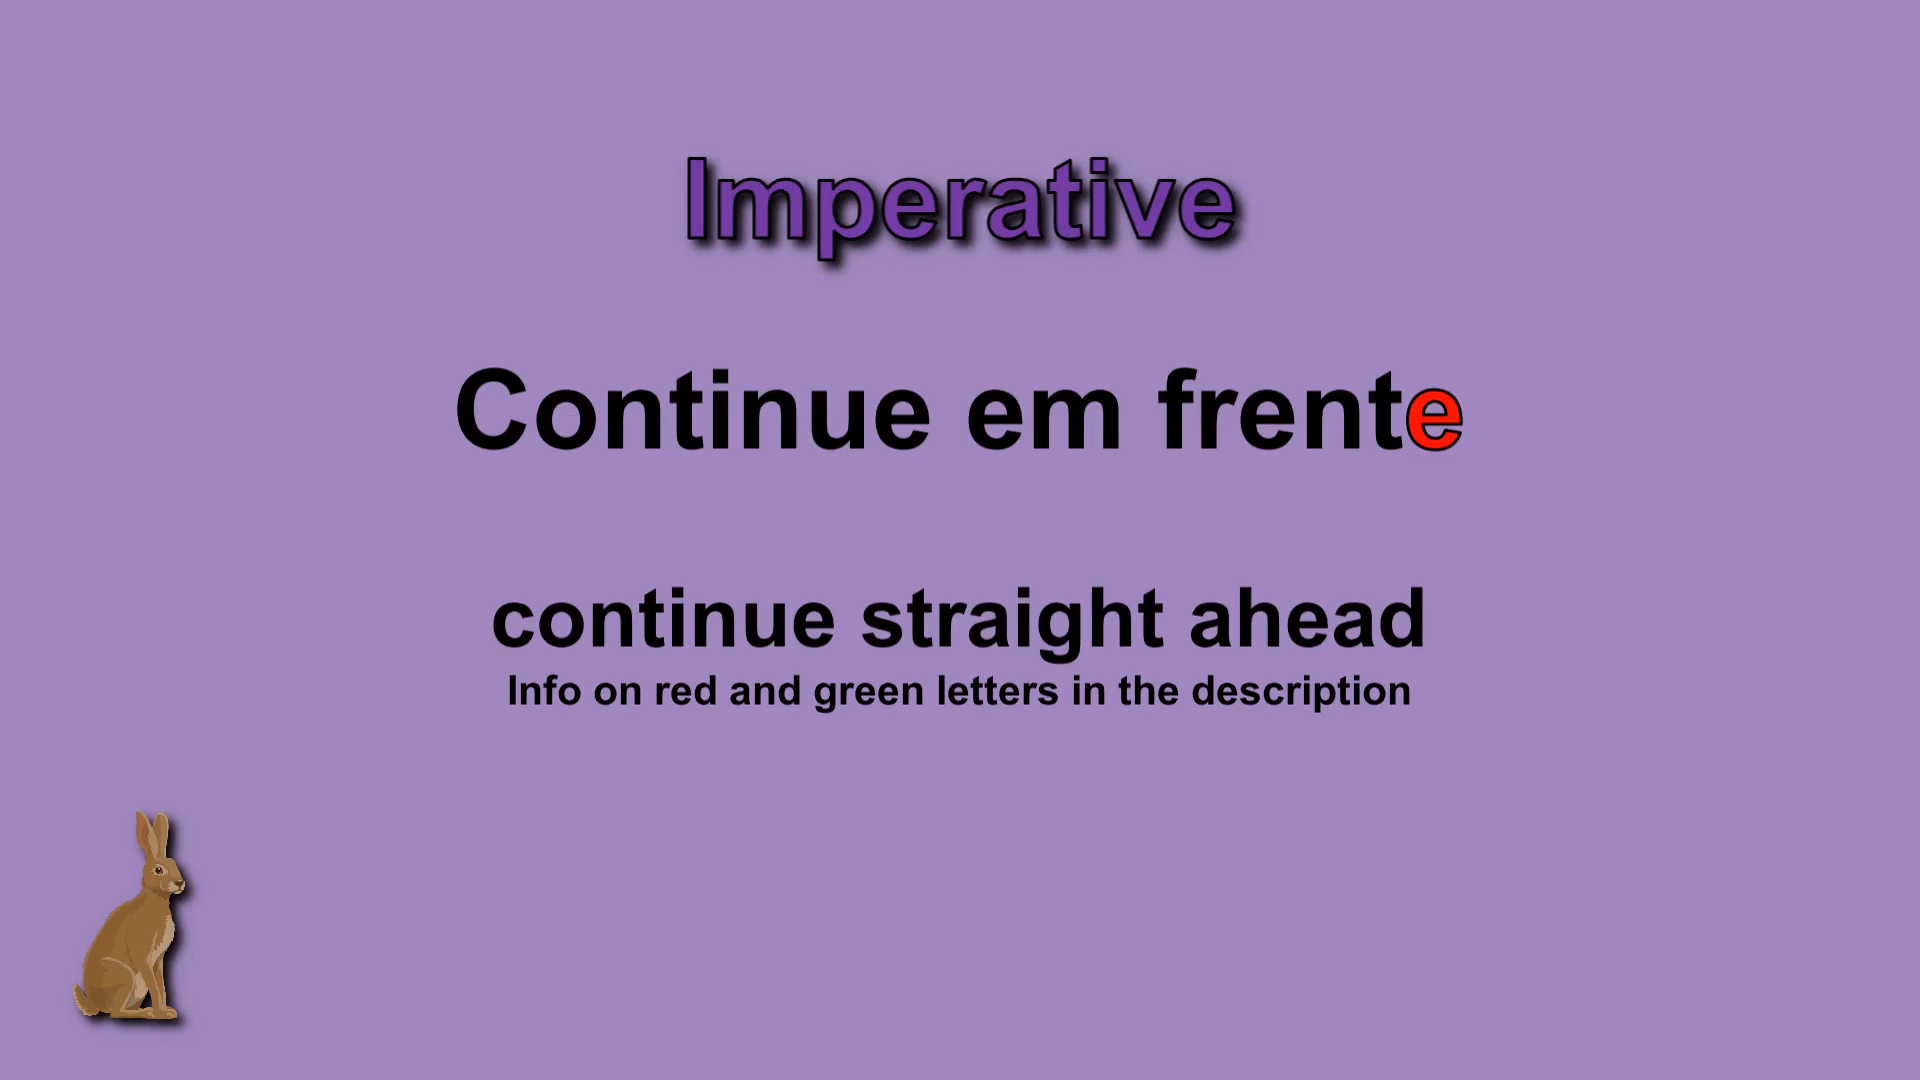 Imperative
Continue em frente
continue straight ahead
Info on red and green letters in the description